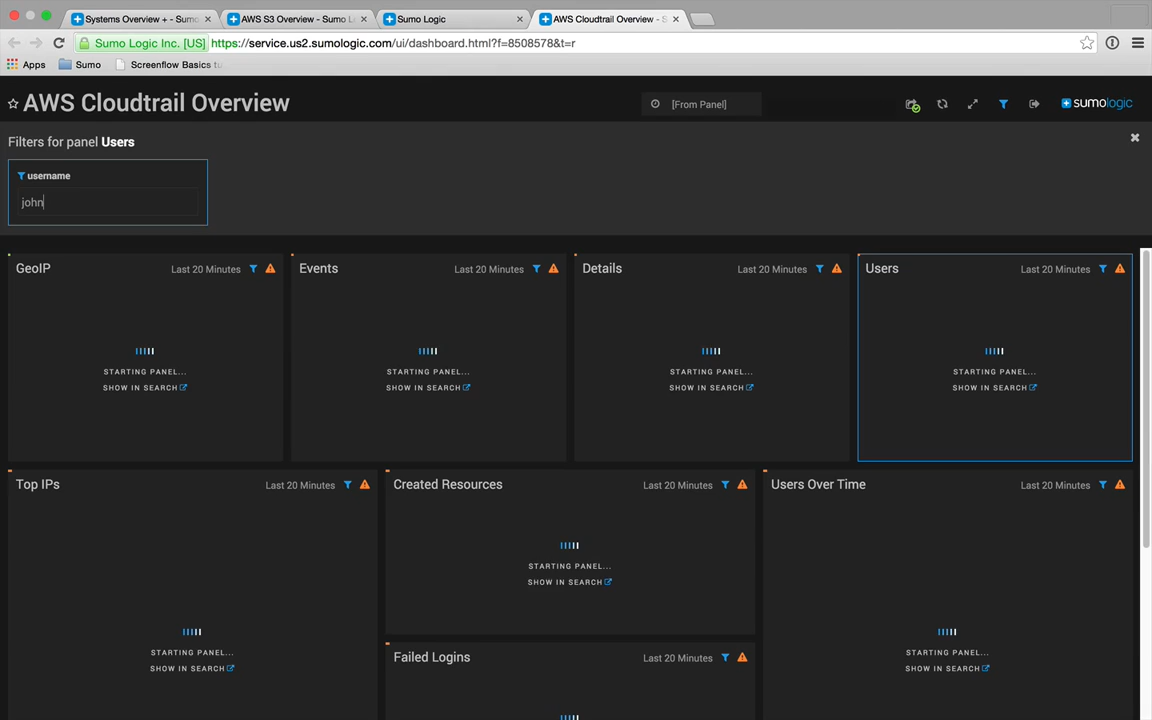 Systems Overview + - Sumo
AWS S3 Overview - Sumo L
Sumo Logic
AWS Cloudtrail Overview - S
Sumo Logic Inc. [US]
https://service.us2.sumologic.com/ui/dashboard.html?f=8508578&t=r
Apps
Sumo
Screenflow Basics tu
AWS Cloudtrail Overview
[From Panel]
sumologic
Filters for panel Users
username
john
GeoIP
Last 20 Minutes
Events
Last 20 Minutes
Details
Last 20 Minutes
Users
Last 20 Minutes
STARTING PANEL...
SHOW IN SEARCH
STARTING PANEL...
SHOW IN SEARCH
STARTING PANEL...
SHOW IN SEARCH
STARTING PANEL...
SHOW IN SEARCH
Top IPs
Last 20 Minutes
Created Resources
Last 20 Minutes
Users Over Time
Last 20 Minutes
STARTING PANEL...
SHOW IN SEARCH
STARTING PANEL...
SHOW IN SEARCH
STARTING PANEL...
SHOW IN SEARCH
Failed Logins
Last 20 Minutes